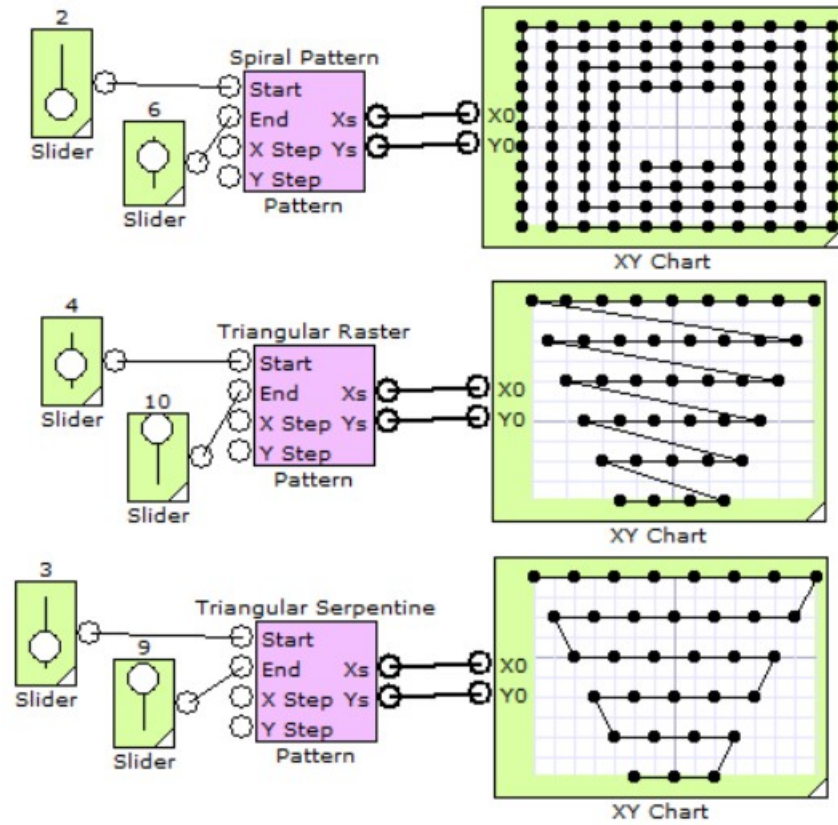 2
Slider
6
Slider
Spiral Pattern
Start
End Xs
X Step Ys
Y Step
Pattern
X0
Y0
XY Chart
4
Slider
10
Slider
Triangular Raster
Start
End Xs
X Step Ys
Y Step
Pattern
X0
Y0
XY Chart
3
Slider
9
Slider
Triangular Serpentine
Start
End Xs
X Step Ys
Y Step
Pattern
X0
Y0
XY Chart